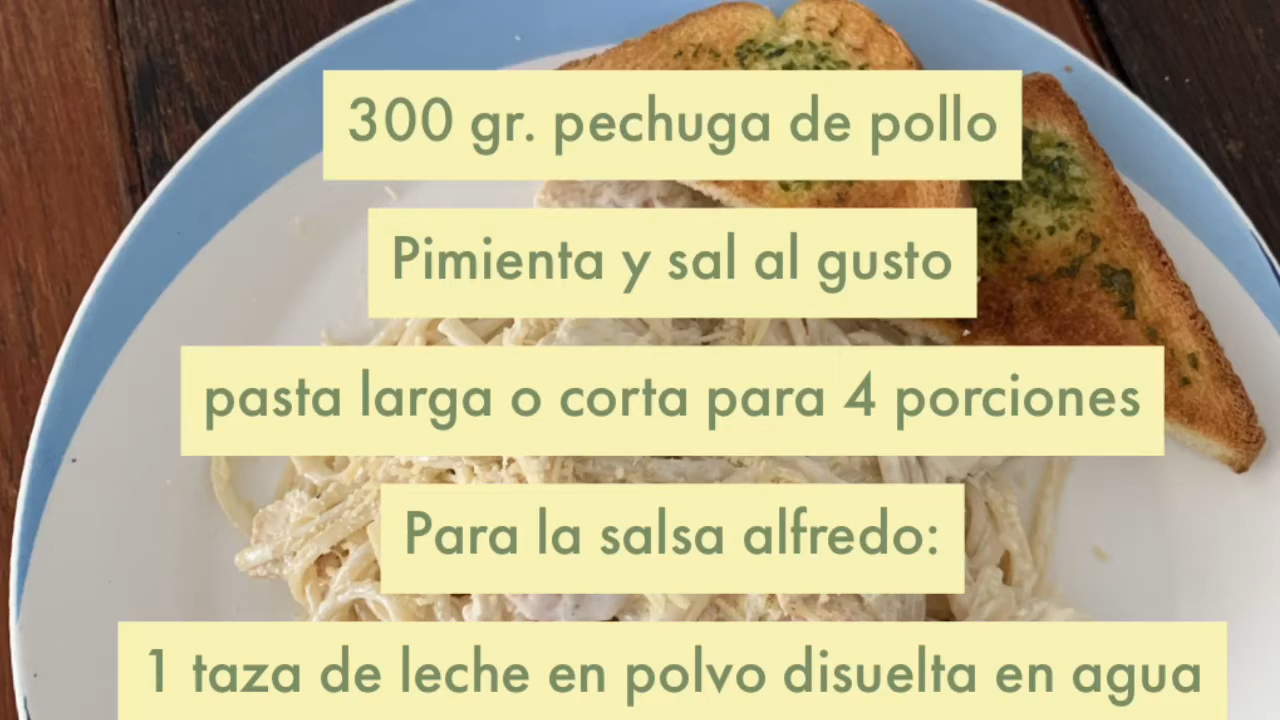 300 gr. pechuga de pollo
Pimienta y sal al gusto
pasta larga o corta para 4 porciones
Para la salsa alfredo:
1 taza de leche en polvo disuelta en agua